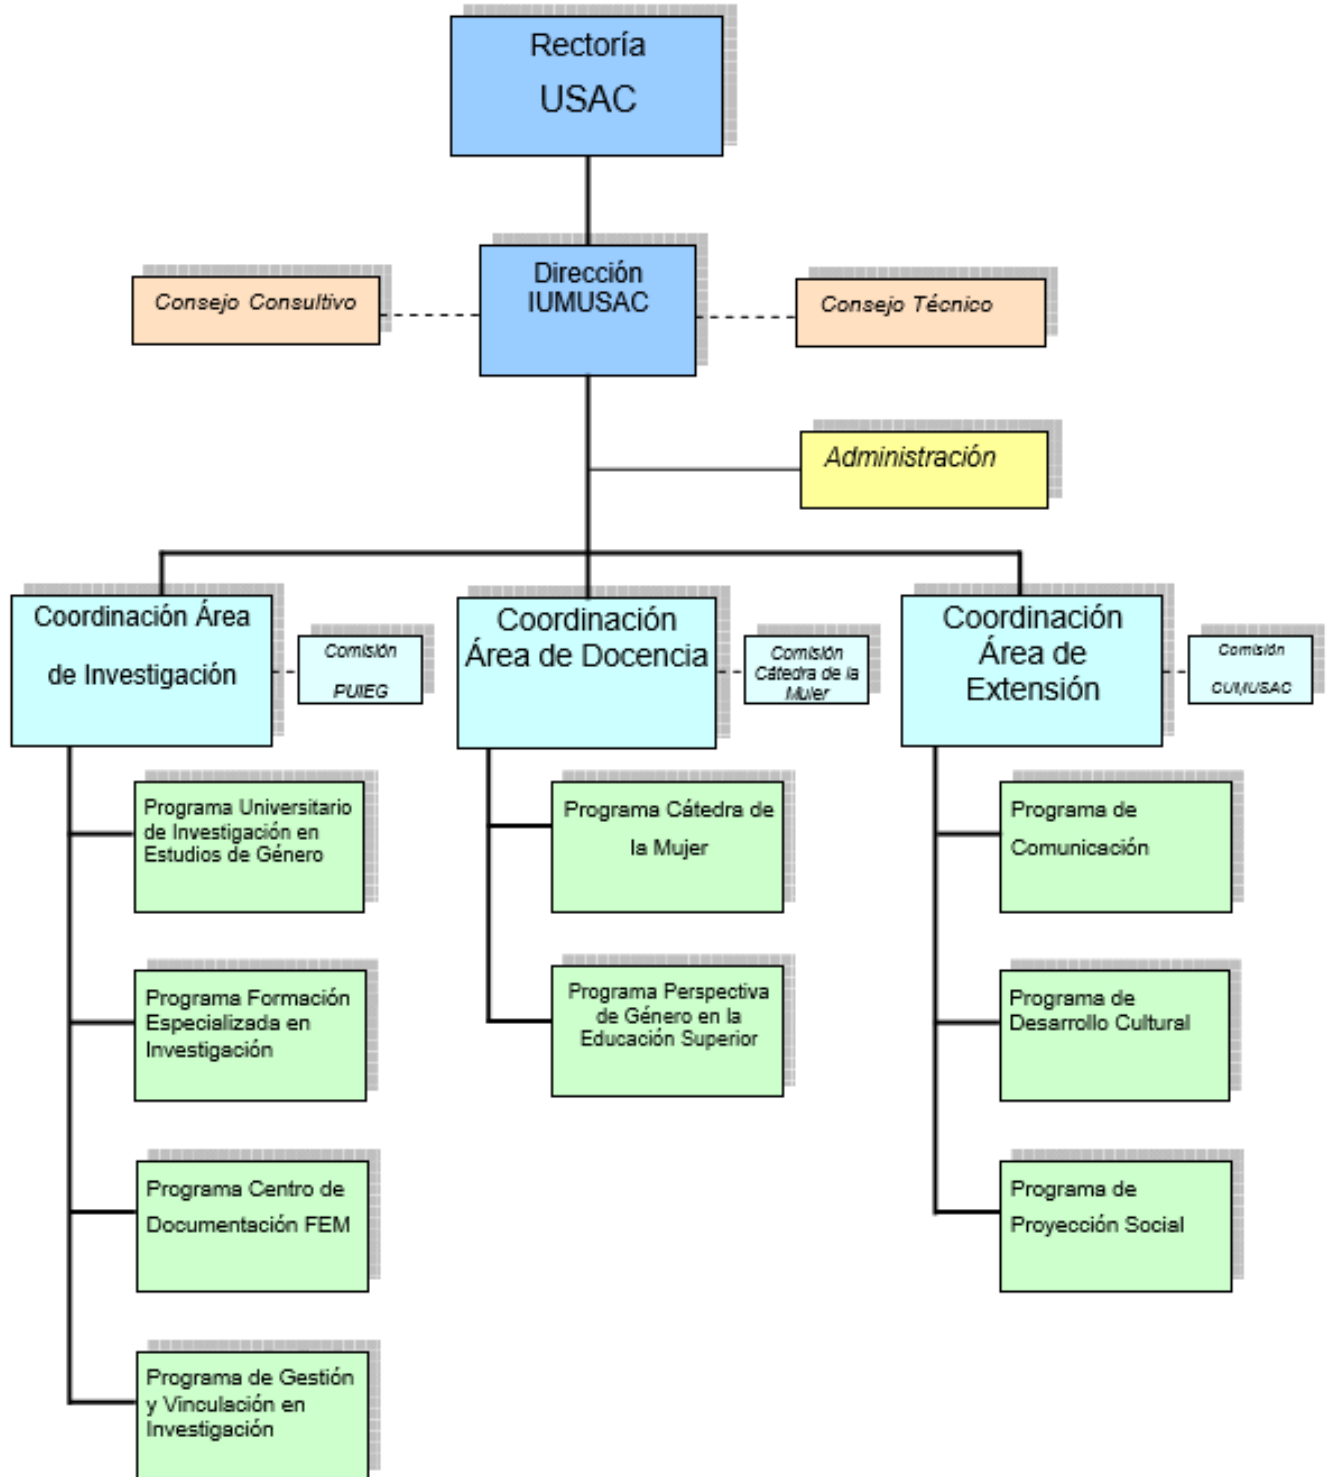 Rectoría
USAC
Dirección
IUMUSAC
Consejo Consultivo
Consejo Técnico
Administración
Coordinación Área
de Investigación
Comisión
PUIEG
Coordinación
Área de Docencia
Comisión
Cátedra de la
Mujer
Coordinación
Área de
Extensión
Comisión
CUMUSAC
Programa Universitario
de Investigación en
Estudios de Género
Programa Formación
Especializada en
Investigación
Programa Centro de
Documentación FEM
Programa de Gestión
y Vinculación en
Investigación
Programa Cátedra de
la Mujer
Programa Perspectiva
de Género en la
Educación Superior
Programa de
Comunicación
Programa de
Desarrollo Cultural
Programa de
Proyección Social